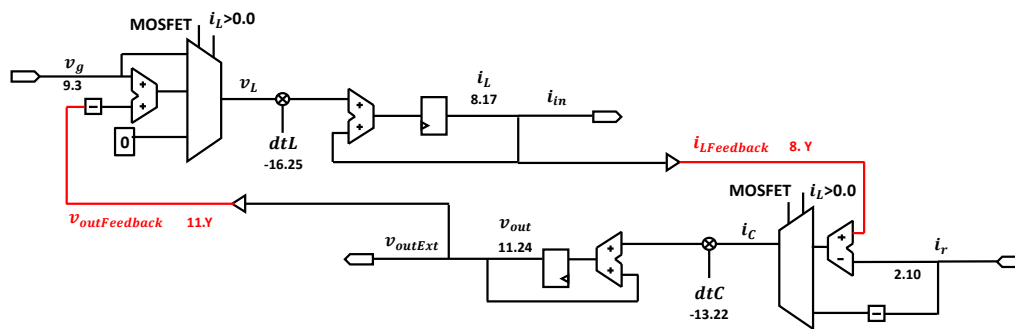 MOSFET
i_L>0.0
v_g
9.3
+
+
−
0
v_L
dtL
-16.25
+
+
i_L
8.17
i_in
i_LFeedback 8. Y
v_outFeedback 11.Y
MOSFET
i_L>0.0
v_outExt
v_out
11.24
+
+
i_C
dtC
-13.22
+
−
i_r
2.10
−